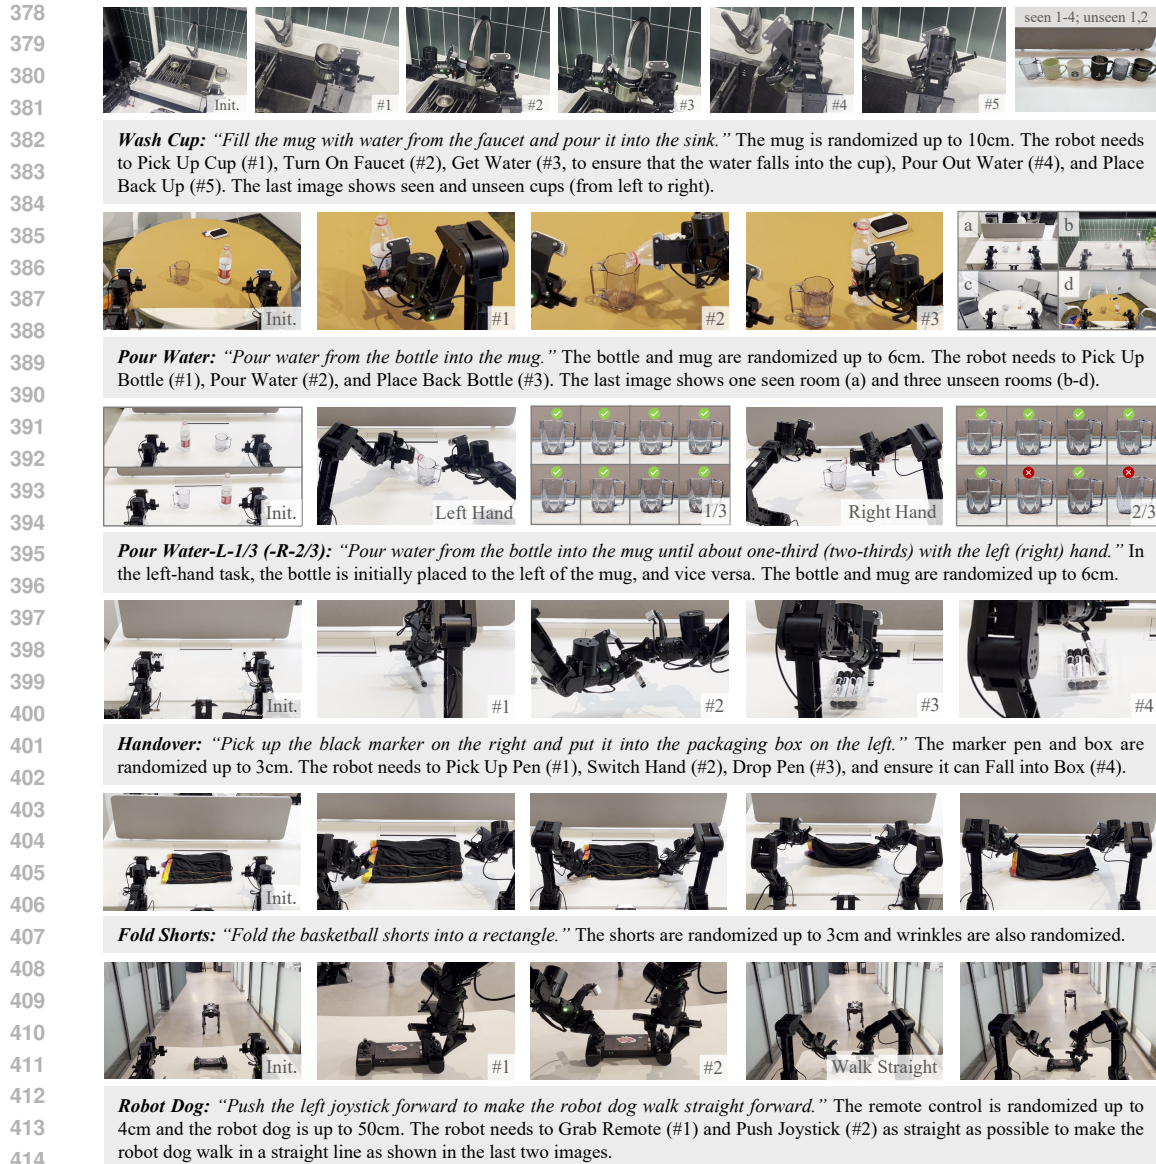 378
379
380
381
382
383
384
385
386
387
388
389
390
391
392
393
394
395
396
397
398
399
400
401
402
403
404
405
406
407
408
409
410
411
412
413
414
Init.
#1
#2
#3
#4
#5
seen 1-4; unseen 1,2
Wash Cup: “Fill the mug with water from the faucet and pour it into the sink.” The mug is randomized up to 10cm. The robot needs
to Pick Up Cup (#1), Turn On Faucet (#2), Get Water (#3, to ensure that the water falls into the cup), Pour Out Water (#4), and Place
Back Up (#5). The last image shows seen and unseen cups (from left to right).
Init.
#1
#2
#3
a
b
c
d
Pour Water: “Pour water from the bottle into the mug.” The bottle and mug are randomized up to 6cm. The robot needs to Pick Up
Bottle (#1), Pour Water (#2), and Place Back Bottle (#3). The last image shows one seen room (a) and three unseen rooms (b-d).
Init.
Left Hand
1/3
Right Hand
2/3
Pour Water-L-1/3 (-R-2/3): “Pour water from the bottle into the mug until about one-third (two-thirds) with the left (right) hand.” In
the left-hand task, the bottle is initially placed to the left of the mug, and vice versa. The bottle and mug are randomized up to 6cm.
Init.
#1
#2
#3
#4
Handover: “Pick up the black marker on the right and put it into the packaging box on the left.” The marker pen and box are
randomized up to 3cm. The robot needs to Pick Up Pen (#1), Switch Hand (#2), Drop Pen (#3), and ensure it can Fall into Box (#4).
Init.
Fold Shorts: “Fold the basketball shorts into a rectangle.” The shorts are randomized up to 3cm and wrinkles are also randomized.
Init.
#1
#2
Walk Straight
Robot Dog: “Push the left joystick forward to make the robot dog walk straight forward.” The remote control is randomized up to
4cm and the robot dog is up to 50cm. The robot needs to Grab Remote (#1) and Push Joystick (#2) as straight as possible to make the
robot dog walk in a straight line as shown in the last two images.